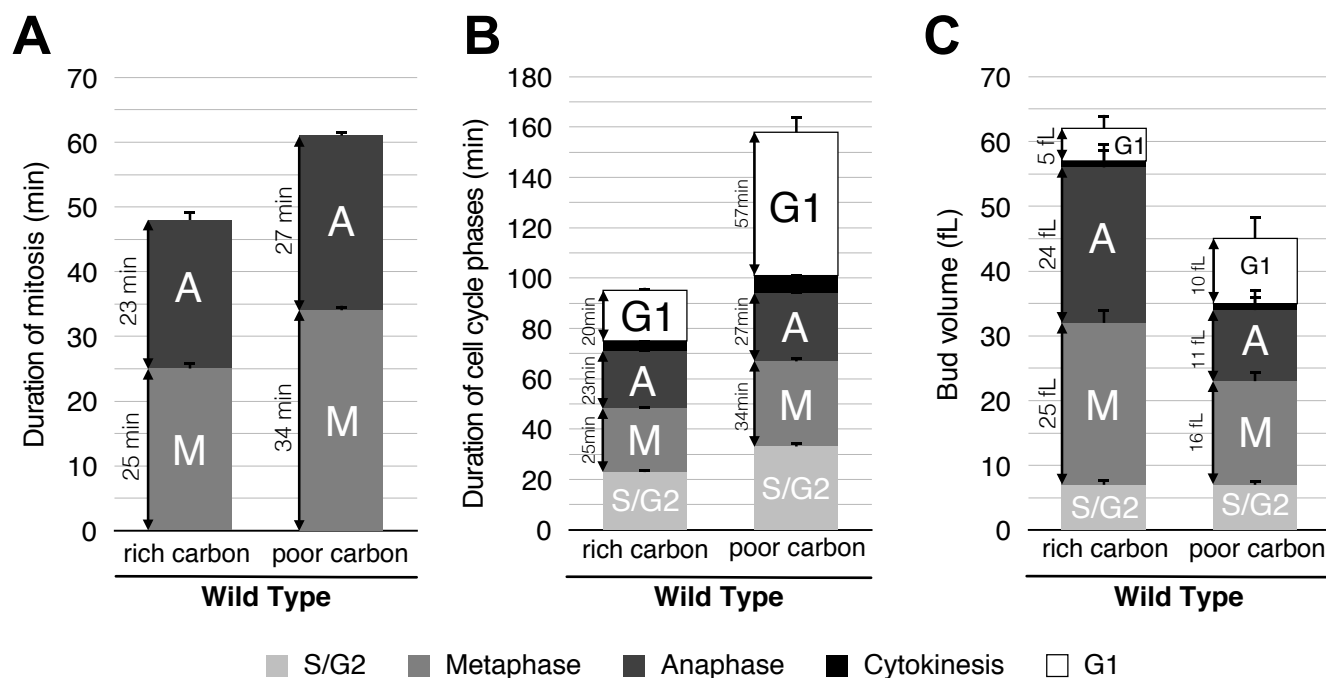 A
Duration of mitosis (min)
70
60
50
40
30
20
10
0
23 min
25 min
A
M
27 min
34 min
A
M
rich carbon
poor carbon
Wild Type
B
Duration of cell cycle phases (min)
180
160
140
120
100
80
60
40
20
0
20min
23min
25min
G1
A
M
S/G2
57min
27min
34min
G1
A
M
S/G2
rich carbon
poor carbon
Wild Type
C
Bud volume (fL)
70
60
50
40
30
20
10
0
5 fL
24 fL
25 fL
G1
A
M
S/G2
10 fL
11 fL
16 fL
G1
A
M
S/G2
rich carbon
poor carbon
Wild Type
S/G2
Metaphase
Anaphase
Cytokinesis
G1